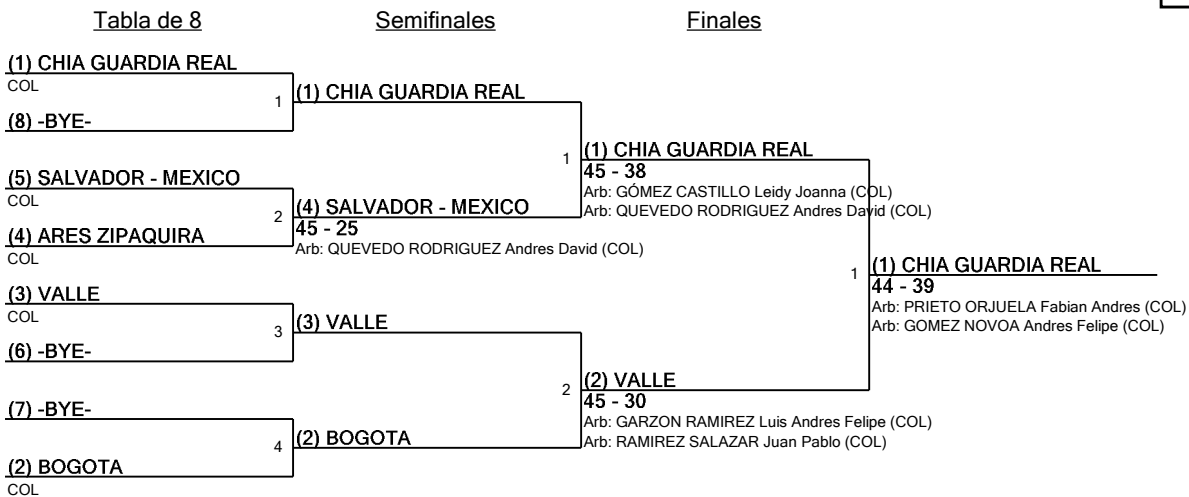 Tabla de 8
Semifinales
Finales
(1) CHIA GUARDIA REAL
COL
(8) -BYE-
1
(1) CHIA GUARDIA REAL
(5) SALVADOR - MEXICO
COL
(4) ARES ZIPAQUIRA
COL
2
(4) SALVADOR - MEXICO
45 - 25
Arb: QUEVEDO RODRIGUEZ Andres David (COL)
1
(1) CHIA GUARDIA REAL
45 - 38
Arb: GÓMEZ CASTILLO Leidy Joanna (COL)
Arb: QUEVEDO RODRIGUEZ Andres David (COL)
(3) VALLE
COL
(6) -BYE-
3
(3) VALLE
(7) -BYE-
(2) BOGOTA
COL
4
(2) BOGOTA
2
(2) VALLE
45 - 30
Arb: GARZON RAMIREZ Luis Andres Felipe (COL)
Arb: RAMIREZ SALAZAR Juan Pablo (COL)
1
(1) CHIA GUARDIA REAL
44 - 39
Arb: PRIETO ORJUELA Fabian Andres (COL)
Arb: GOMEZ NOVOA Andres Felipe (COL)